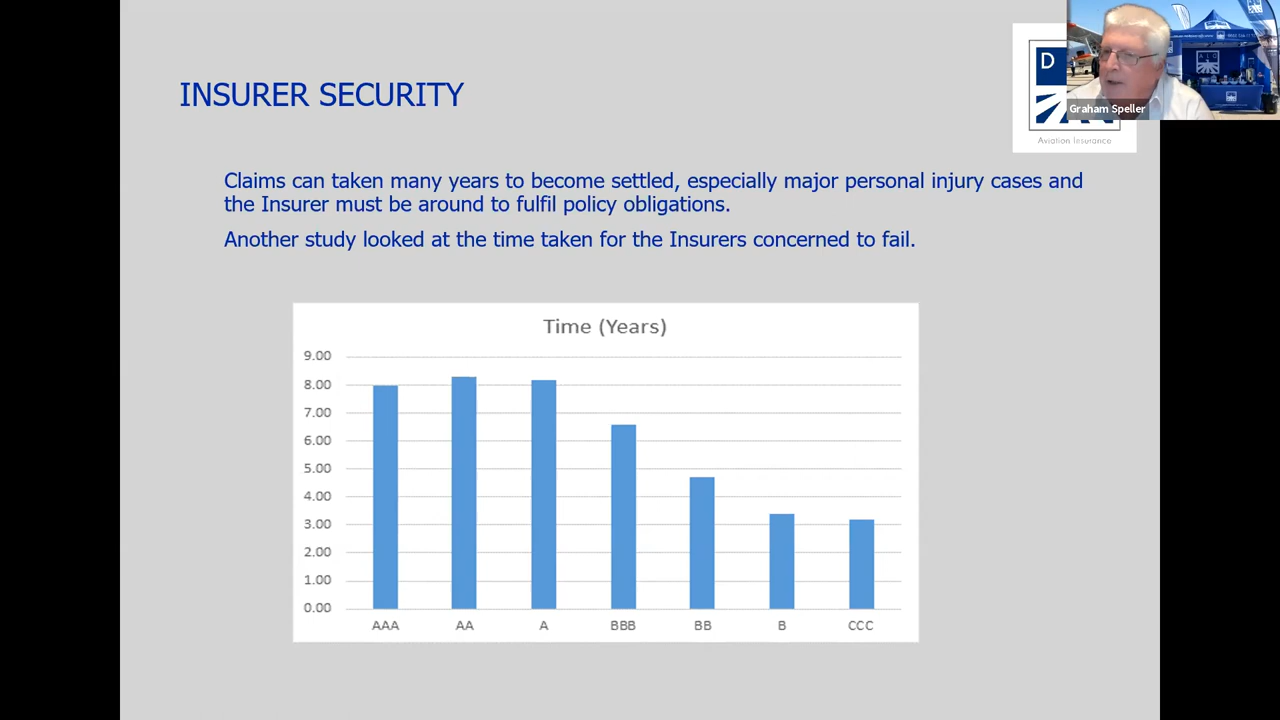 INSURER SECURITY
D
Aviation Insurance
Graham Speller
Claims can taken many years to become settled, especially major personal injury cases and
the Insurer must be around to fulfil policy obligations.
Another study looked at the time taken for the Insurers concerned to fail.
Time (Years)
9.00
8.00
7.00
6.00
5.00
4.00
3.00
2.00
1.00
0.00
AAA AA A BBB BB B CCC